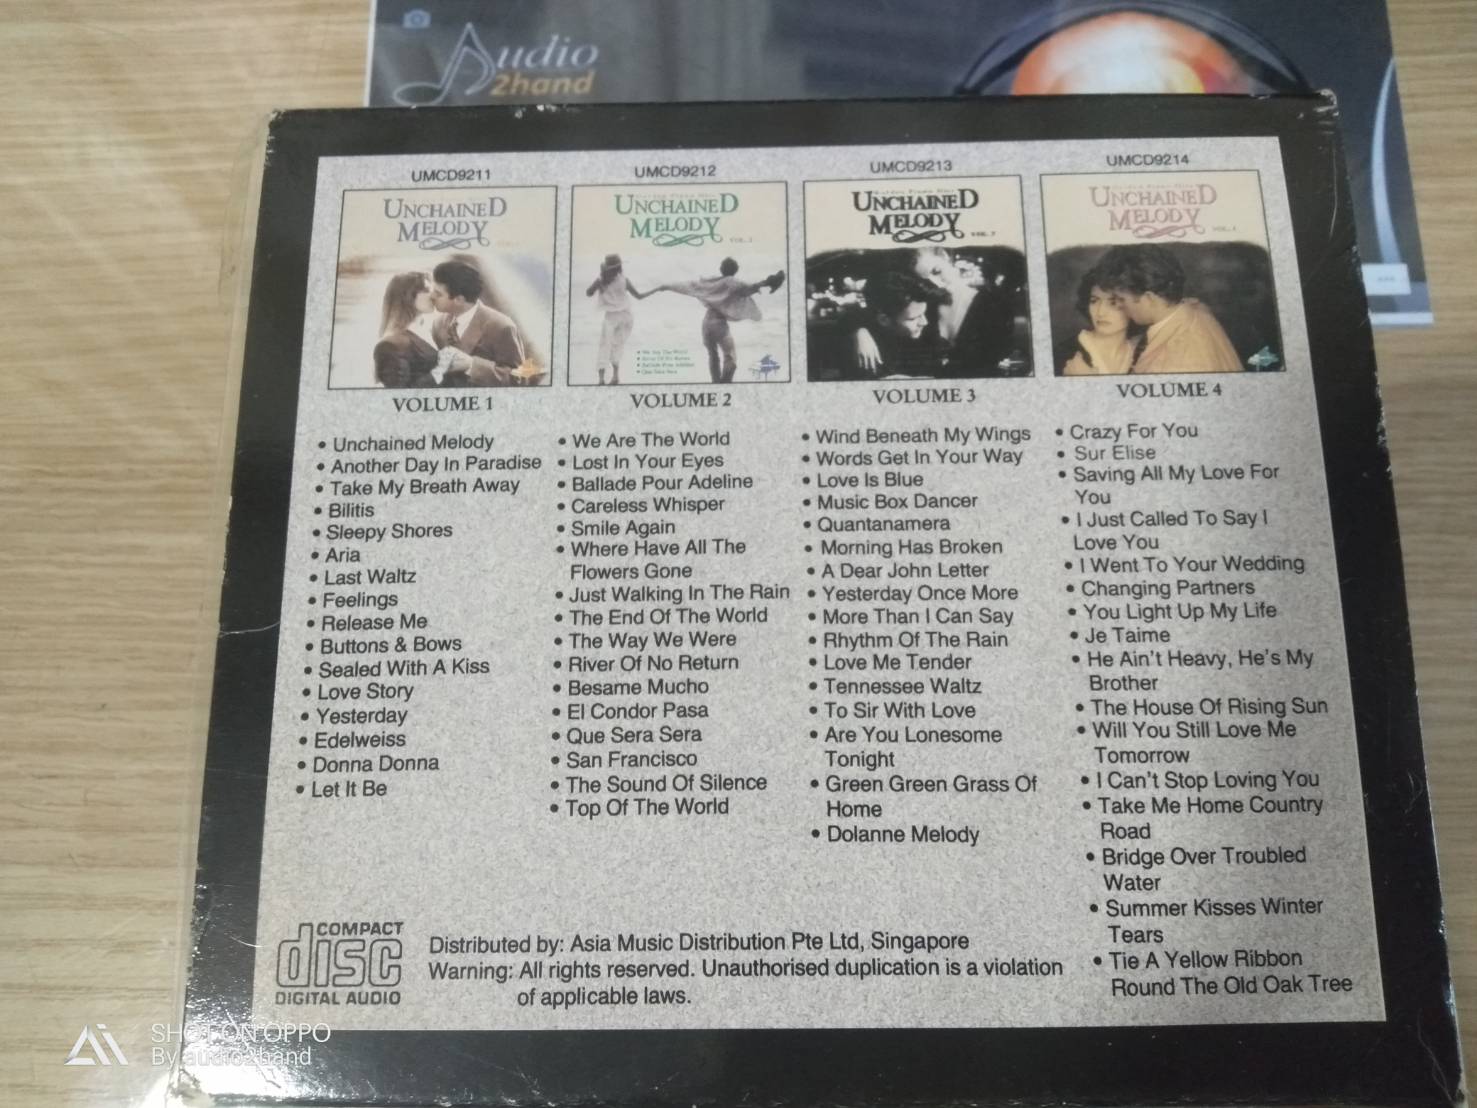 Audio
2hand
UMCD9211
UNCHAINED
MELODY
VOLUME 1
• Unchained Melody
• Another Day In Paradise
• Take My Breath Away
• Bilitis
• Sleepy Shores
• Aria
• Last Waltz
• Feelings
• Release Me
• Buttons & Bows
• Sealed With A Kiss
• Love Story
• Yesterday
• Edelweiss
• Donna Donna
• Let It Be
UMCD9212
UNCHAINED
MELODY
VOL. 2
• We Are The World
VOLUME 2
• We Are The World
• Lost In Your Eyes
• Ballade Pour Adeline
• Careless Whisper
• Smile Again
• Where Have All The
Flowers Gone
• Just Walking In The Rain
• The End Of The World
• The Way We Were
• River Of No Return
• Besame Mucho
• El Condor Pasa
• Que Sera Sera
• San Francisco
• The Sound Of Silence
• Top Of The World
UMCD9213
UNCHAINED
MELODY
VOLUME 3
• Wind Beneath My Wings
• Words Get In Your Way
• Love Is Blue
• Music Box Dancer
• Quantanamera
• Morning Has Broken
• A Dear John Letter
• Yesterday Once More
• More Than I Can Say
• Rhythm Of The Rain
• Love Me Tender
• Tennessee Waltz
• To Sir With Love
• Are You Lonesome
Tonight
• Green Green Grass Of
Home
• Dolanne Melody
UMCD9214
UNCHAINED
MELODY
VOLUME 4
• Crazy For You
• Sur Elise
• Saving All My Love For
You
• I Just Called To Say I
Love You
• I Went To Your Wedding
• Changing Partners
• You Light Up My Life
• Je Taime
• He Ain't Heavy, He's My
Brother
• The House Of Rising Sun
• Will You Still Love Me
Tomorrow
• I Can't Stop Loving You
• Take Me Home Country
Road
• Bridge Over Troubled
Water
• Summer Kisses Winter
Tears
• Tie A Yellow Ribbon
Round The Old Oak Tree
COMPACT
disc
DIGITAL AUDIO
Distributed by: Asia Music Distribution Pte Ltd, Singapore
Warning: All rights reserved. Unauthorised duplication is a violation
of applicable laws.
SHOT ON OPPO
By audio2hand